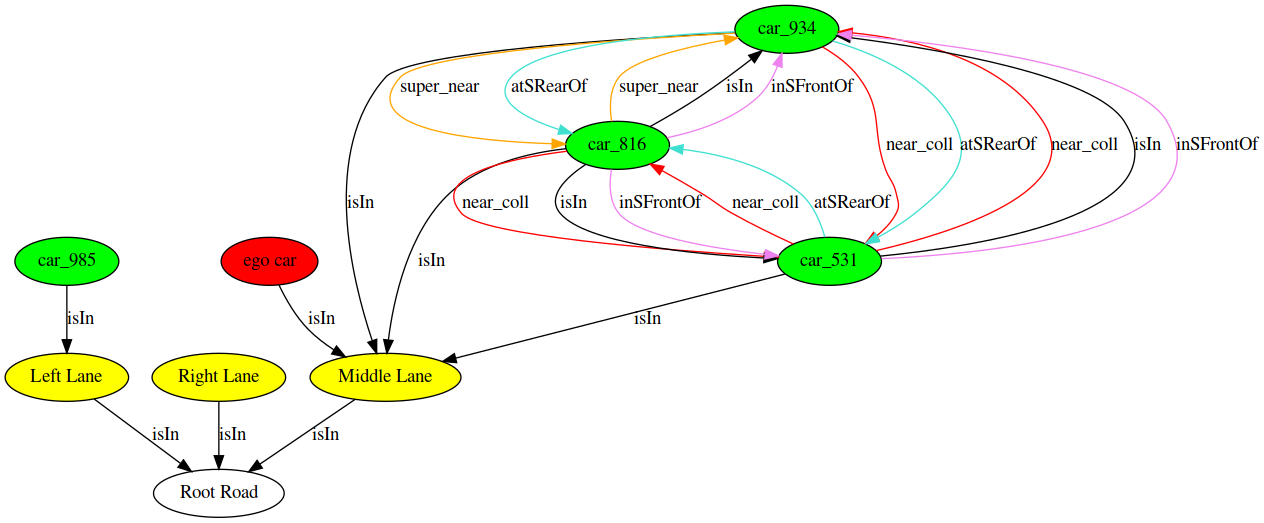 car_934
super_near
atSRearOf
super_near
isIn
inSFrontOf
car_816
near_coll
atSRearOf
near_coll
isIn
inSFrontOf
isIn
near_coll
isIn
inSFrontOf
near_coll
atSRearOf
car_985
ego car
isIn
car_531
isIn
isIn
isIn
Left Lane
Right Lane
Middle Lane
isIn
isIn
isIn
Root Road